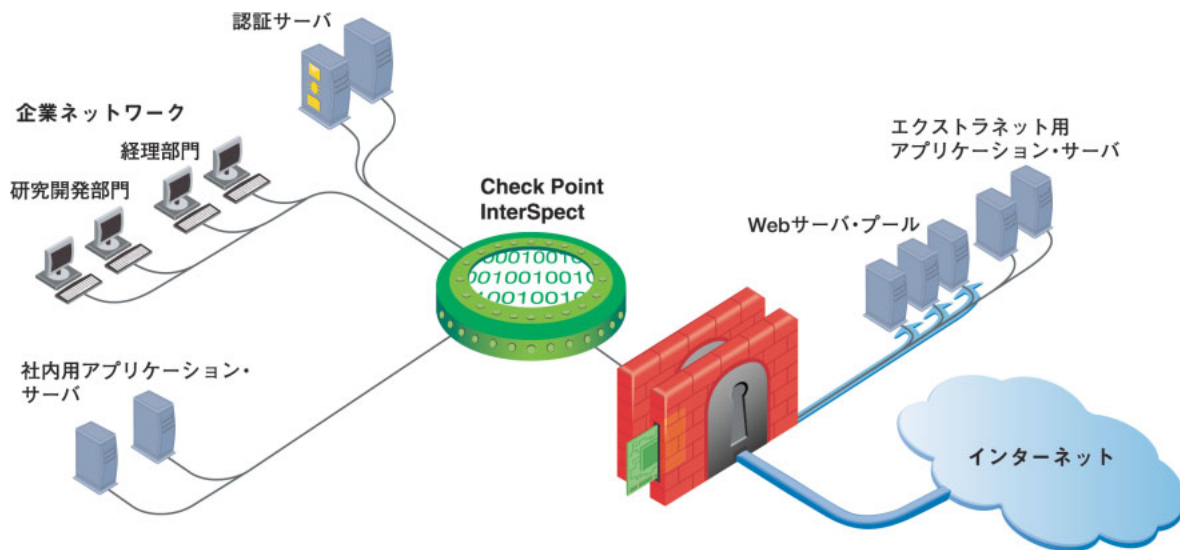 認証サーバ
企業ネットワーク
経理部門
研究開発部門
Check Point
InterSpect
エクストラネット用
アプリケーション・サーバ
Webサーバ・プール
社内用アプリケーション・
サーバ
インターネット